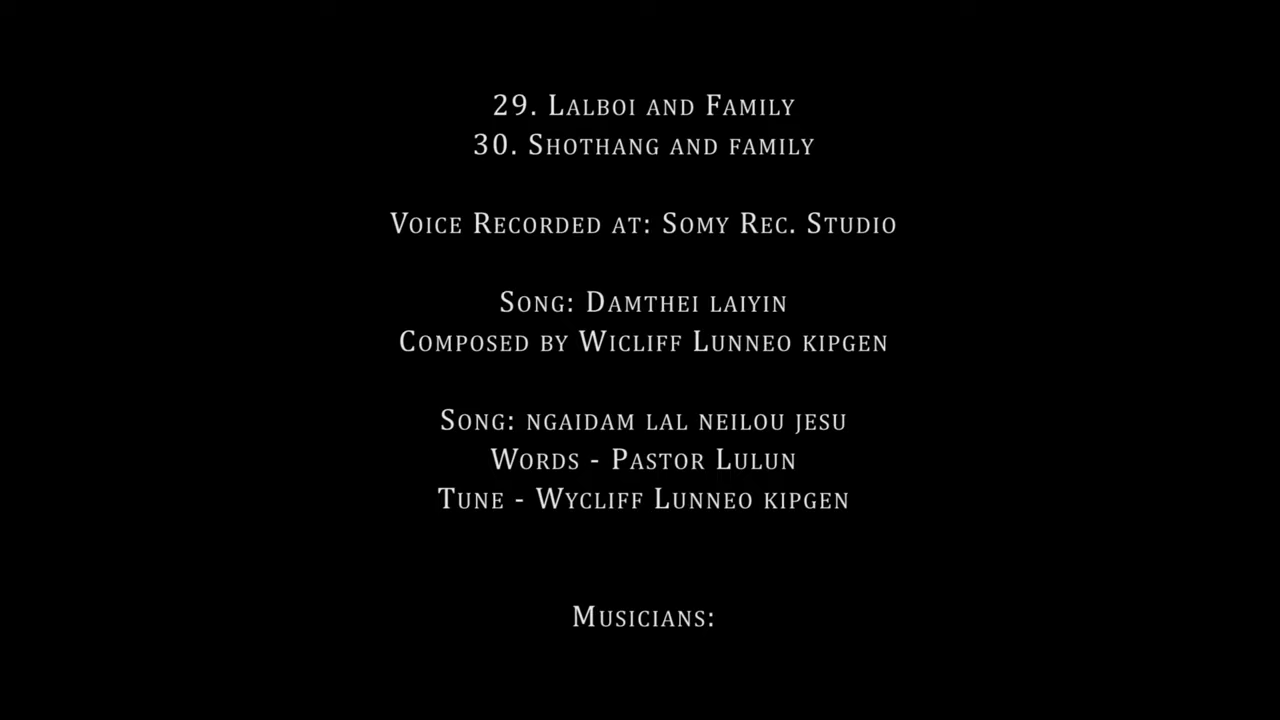 29. Lalboi and Family
30. Shothang and family
Voice Recorded at: Somy Rec. Studio
Song: Damthei laiyin
Composed by Wicliff Lunneo kipgen
Song: ngaidam lal neilou jesu
Words - Pastor Lulun
Tune - Wycliff Lunneo kipgen
Musicians: